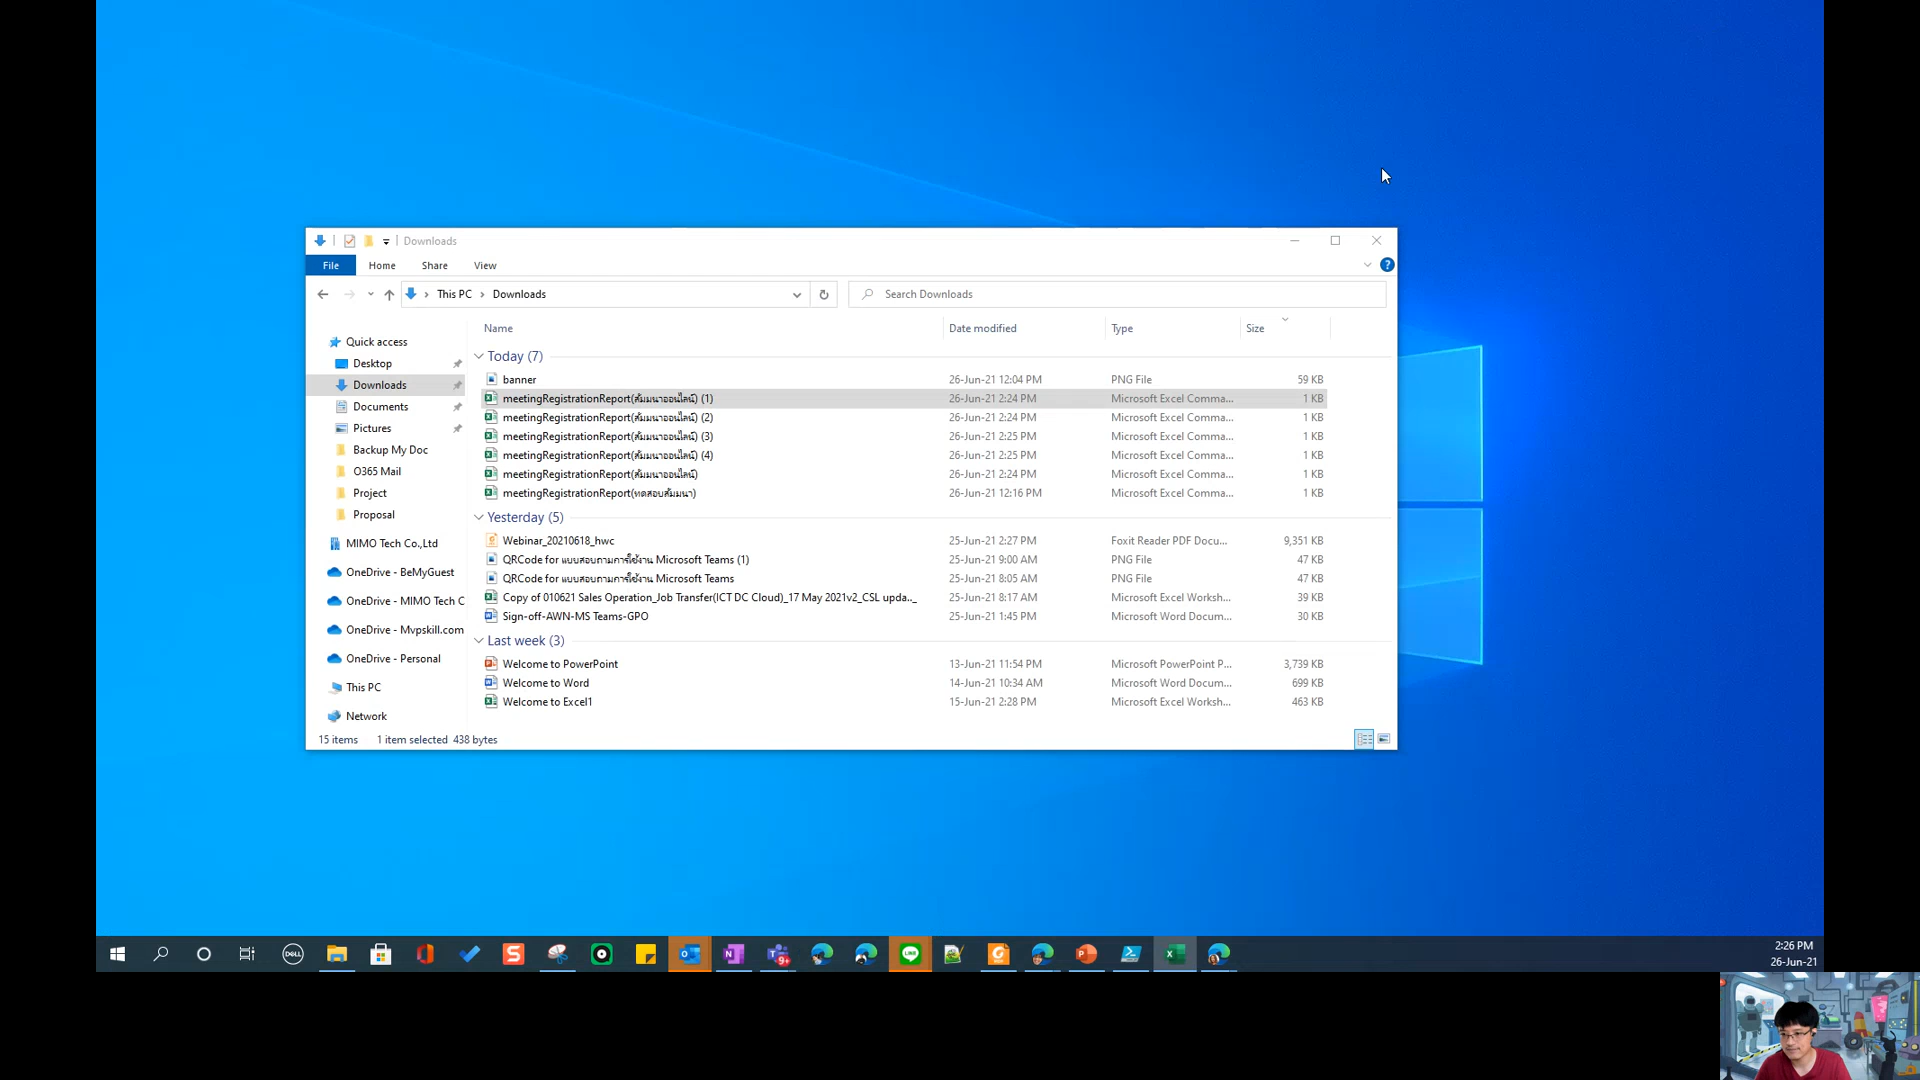 Downloads
File Home Share View
This PC Downloads
Search Downloads
Name Date modified Type Size
Quick access
Desktop
Downloads
Documents
Pictures
Backup My Doc
O365 Mail
Project
Proposal
MIMO Tech Co.,Ltd
OneDrive - BeMyGuest
OneDrive - MIMO Tech C
OneDrive - Mvpskill.com
OneDrive - Personal
This PC
Network
Today (7)
banner 26-Jun-21 12:04 PM PNG File 59 KB
meetingRegistrationReport(สัมมนาออนไลน์) (1) 26-Jun-21 2:24 PM Microsoft Excel Comma... 1 KB
meetingRegistrationReport(สัมมนาออนไลน์) (2) 26-Jun-21 2:24 PM Microsoft Excel Comma... 1 KB
meetingRegistrationReport(สัมมนาออนไลน์) (3) 26-Jun-21 2:25 PM Microsoft Excel Comma... 1 KB
meetingRegistrationReport(สัมมนาออนไลน์) (4) 26-Jun-21 2:25 PM Microsoft Excel Comma... 1 KB
meetingRegistrationReport(สัมมนาออนไลน์) 26-Jun-21 2:24 PM Microsoft Excel Comma... 1 KB
meetingRegistrationReport(ทดสอบสัมมนา) 26-Jun-21 12:16 PM Microsoft Excel Comma... 1 KB
Yesterday (5)
Webinar_20210618_hwc 25-Jun-21 2:27 PM Foxit Reader PDF Docu... 9,351 KB
QRCode for แบบสอบถามการใช้งาน Microsoft Teams (1) 25-Jun-21 9:00 AM PNG File 47 KB
QRCode for แบบสอบถามการใช้งาน Microsoft Teams 25-Jun-21 8:05 AM PNG File 47 KB
Copy of 010621 Sales Operation_Job Transfer(ICT DC Cloud)_17 May 2021v2_CSL upda..._ 25-Jun-21 8:17 AM Microsoft Excel Worksh... 39 KB
Sign-off-AWN-MS Teams-GPO 25-Jun-21 1:45 PM Microsoft Word Docum... 30 KB
Last week (3)
Welcome to PowerPoint 13-Jun-21 11:54 PM Microsoft PowerPoint P... 3,739 KB
Welcome to Word 14-Jun-21 10:34 AM Microsoft Word Docum... 699 KB
Welcome to Excel1 15-Jun-21 2:28 PM Microsoft Excel Worksh... 463 KB
15 items 1 item selected 438 bytes
DELL
9+
LINE
2:26 PM
26-Jun-21